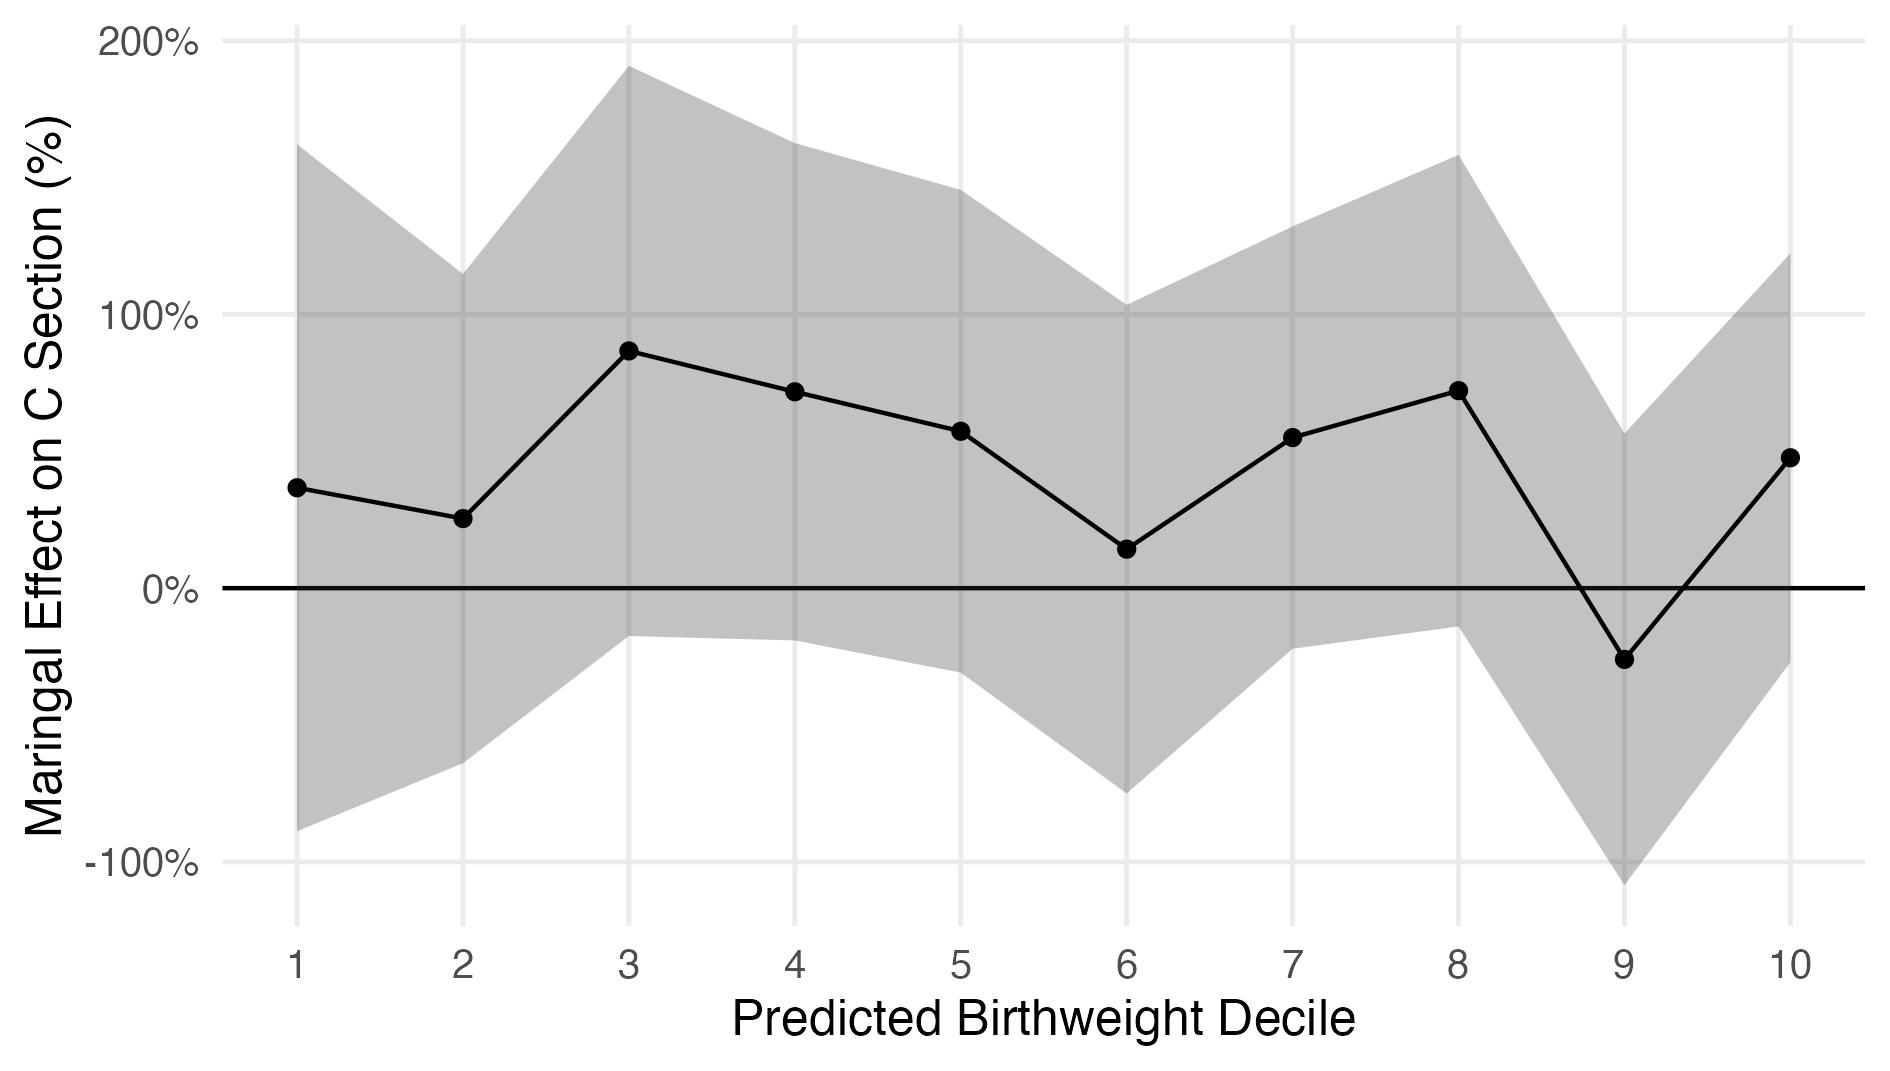 Maringal Effect on C Section (%)
200%
100%
0%
-100%
1 2 3 4 5 6 7 8 9 10
Predicted Birthweight Decile